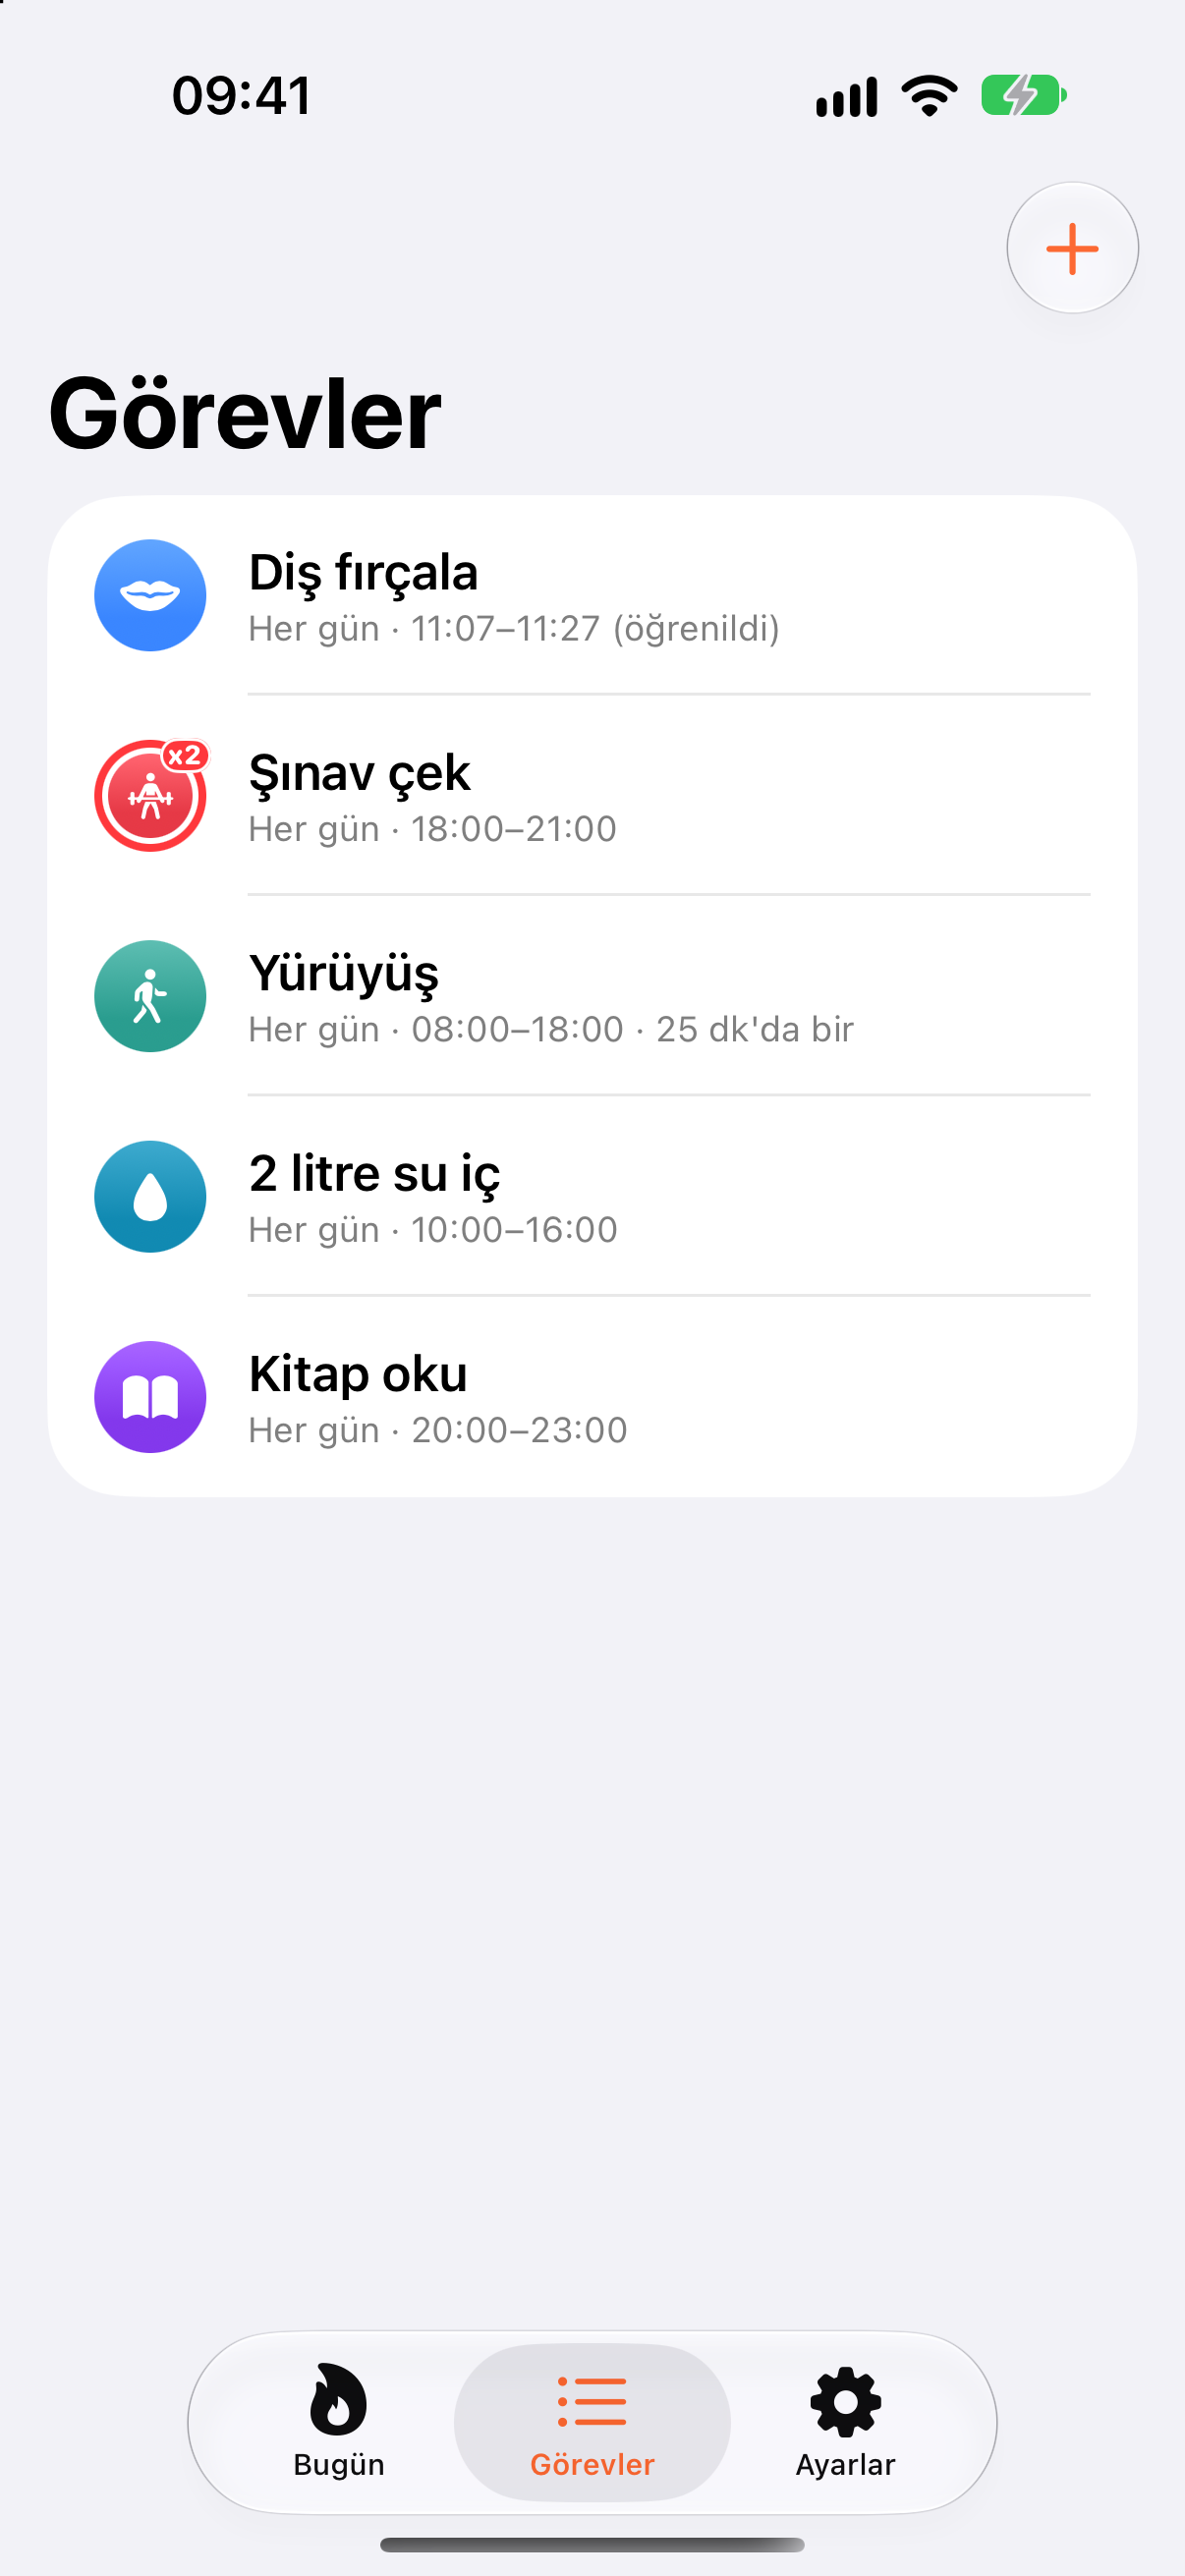 09:41
Görevler
Diş fırçala
Her gün · 11:07–11:27 (öğrenildi)
x2
Şınav çek
Her gün · 18:00–21:00
Yürüyüş
Her gün · 08:00–18:00 · 25 dk'da bir
2 litre su iç
Her gün · 10:00–16:00
Kitap oku
Her gün · 20:00–23:00
Bugün
Görevler
Ayarlar